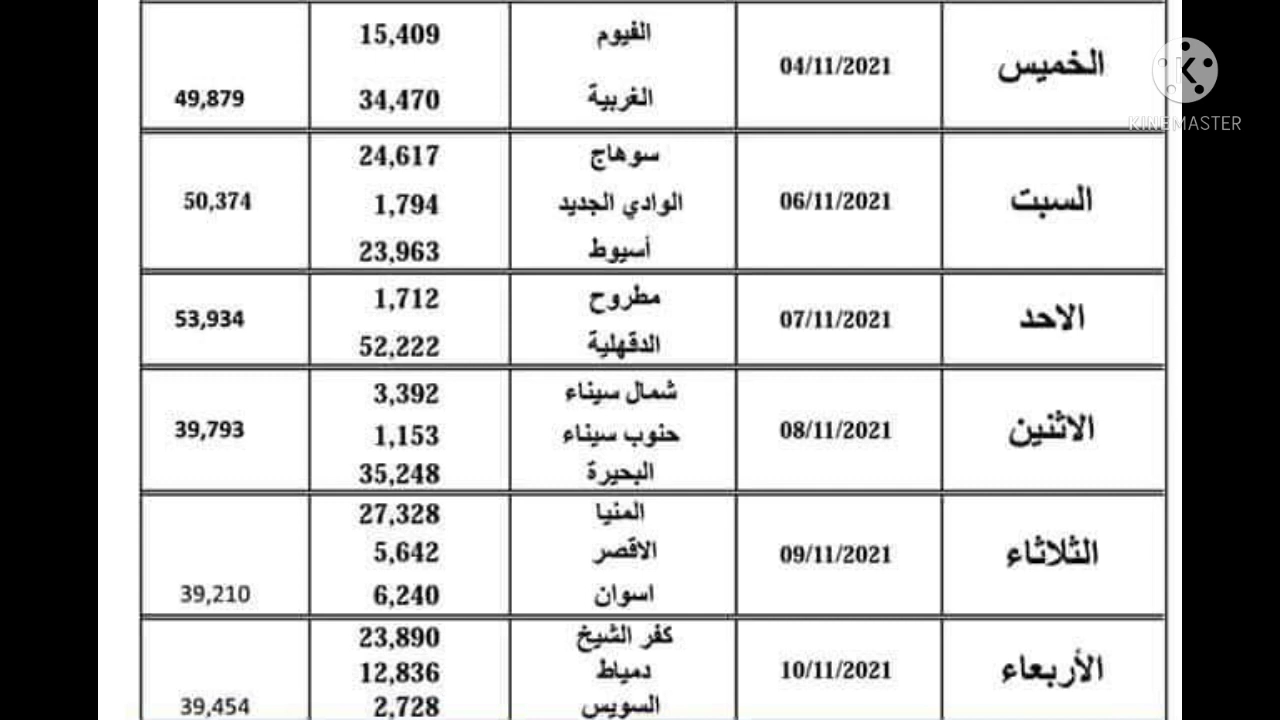 الخميس 04/11/2021 الفيوم 15,409
الغربية 34,470 49,879
السبت 06/11/2021 سوهاج 24,617
الوادي الجديد 1,794 50,374
أسيوط 23,963
الاحد 07/11/2021 مطروح 1,712 53,934
الدقهلية 52,222
الاثنين 08/11/2021 شمال سيناء 3,392
حنوب سيناء 1,153 39,793
البحيرة 35,248
الثلاثاء 09/11/2021 المنيا 27,328
الاقصر 5,642
اسوان 6,240 39,210
الأربعاء 10/11/2021 كفر الشيخ 23,890
دمياط 12,836
السويس 2,728 39,454
KINEMASTER